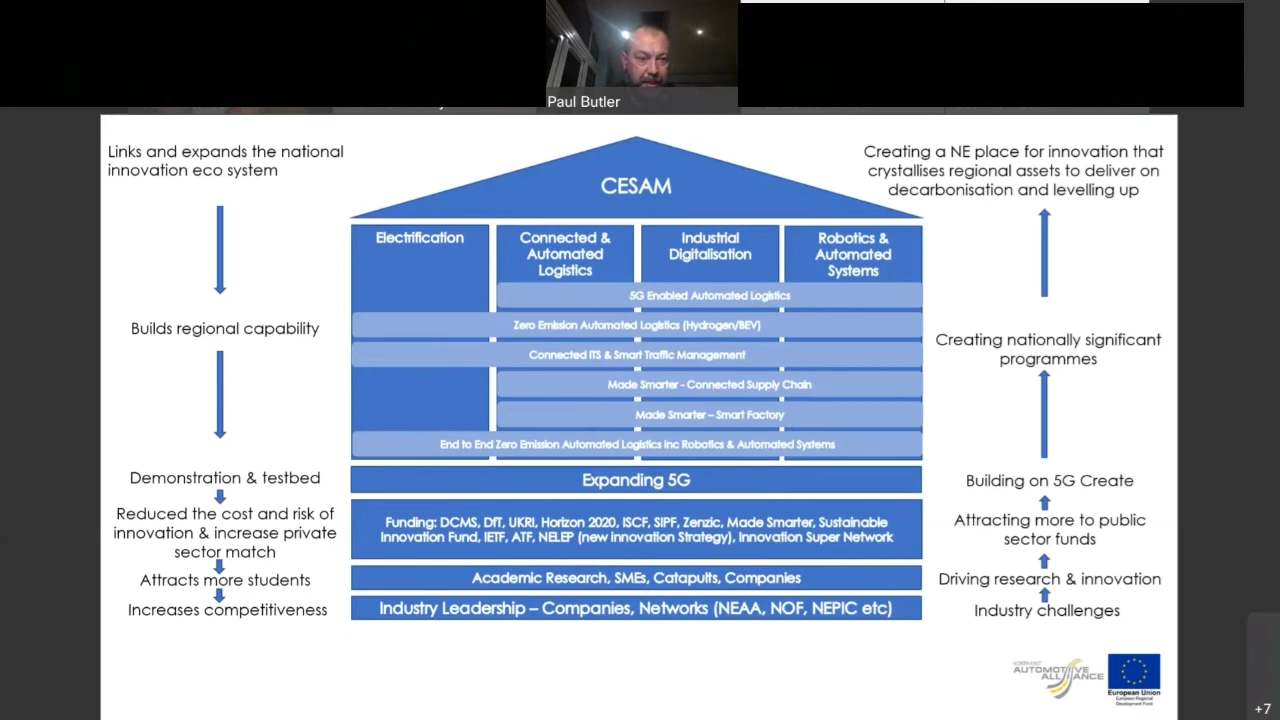 Paul Butler
Links and expands the national
innovation eco system
Builds regional capability
Demonstration & testbed
Reduced the cost and risk of
innovation & increase private
sector match
Attracts more students
Increases competitiveness
CESAM
Electrification
Connected &
Automated
Logistics
Industrial
Digitalisation
Robotics &
Automated
Systems
5G Enabled Automated Logistics
Zero Emission Automated Logistics (Hydrogen/BEV)
Connected ITS & Smart Traffic Management
Made Smarter - Connected Supply Chain
Made Smarter – Smart Factory
End to End Zero Emission Automated Logistics Inc Robotics & Automated Systems
Expanding 5G
Funding: DCMS, DfT, UKRI, Horizon 2020, ISCF, SIPF, Zenzic, Made Smarter, Sustainable
Innovation Fund, IETF, ATF, NELEP (new innovation Strategy), Innovation Super Network
Academic Research, SMEs, Catapults, Companies
Industry Leadership – Companies, Networks (NEAA, NOF, NEPIC etc)
Creating a NE place for innovation that
crystallises regional assets to deliver on
decarbonisation and levelling up
Creating nationally significant
programmes
Building on 5G Create
Attracting more to public
sector funds
Driving research & innovation
Industry challenges
NORTH EAST
AUTOMOTIVE
ALLIANCE
European Union
European Regional
Development Fund
+7